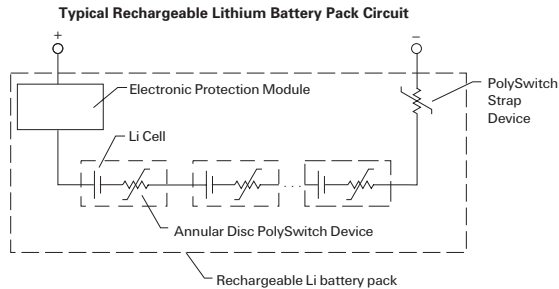 Typical Rechargeable Lithium Battery Pack Circuit
+
−
Electronic Protection Module
PolySwitch
Strap
Device
Li Cell
. . .
Annular Disc PolySwitch Device
Rechargeable Li battery pack